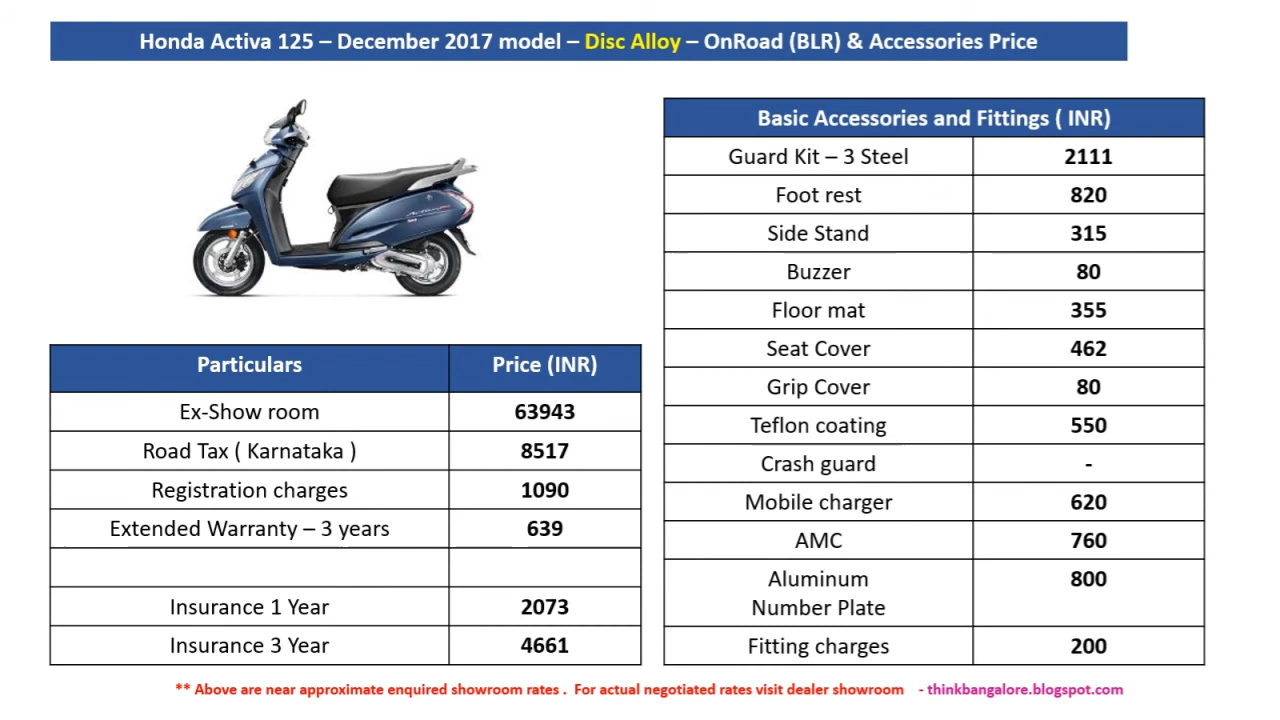 Honda Activa 125 – December 2017 model – Disc Alloy – OnRoad (BLR) & Accessories Price
Particulars Price (INR)
Ex-Show room 63943
Road Tax ( Karnataka ) 8517
Registration charges 1090
Extended Warranty – 3 years 639
Insurance 1 Year 2073
Insurance 3 Year 4661
Basic Accessories and Fittings ( INR)
Guard Kit – 3 Steel 2111
Foot rest 820
Side Stand 315
Buzzer 80
Floor mat 355
Seat Cover 462
Grip Cover 80
Teflon coating 550
Crash guard -
Mobile charger 620
AMC 760
Aluminum 800
Number Plate
Fitting charges 200
** Above are near approximate enquired showroom rates . For actual negotiated rates visit dealer showroom - thinkbangalore.blogspot.com